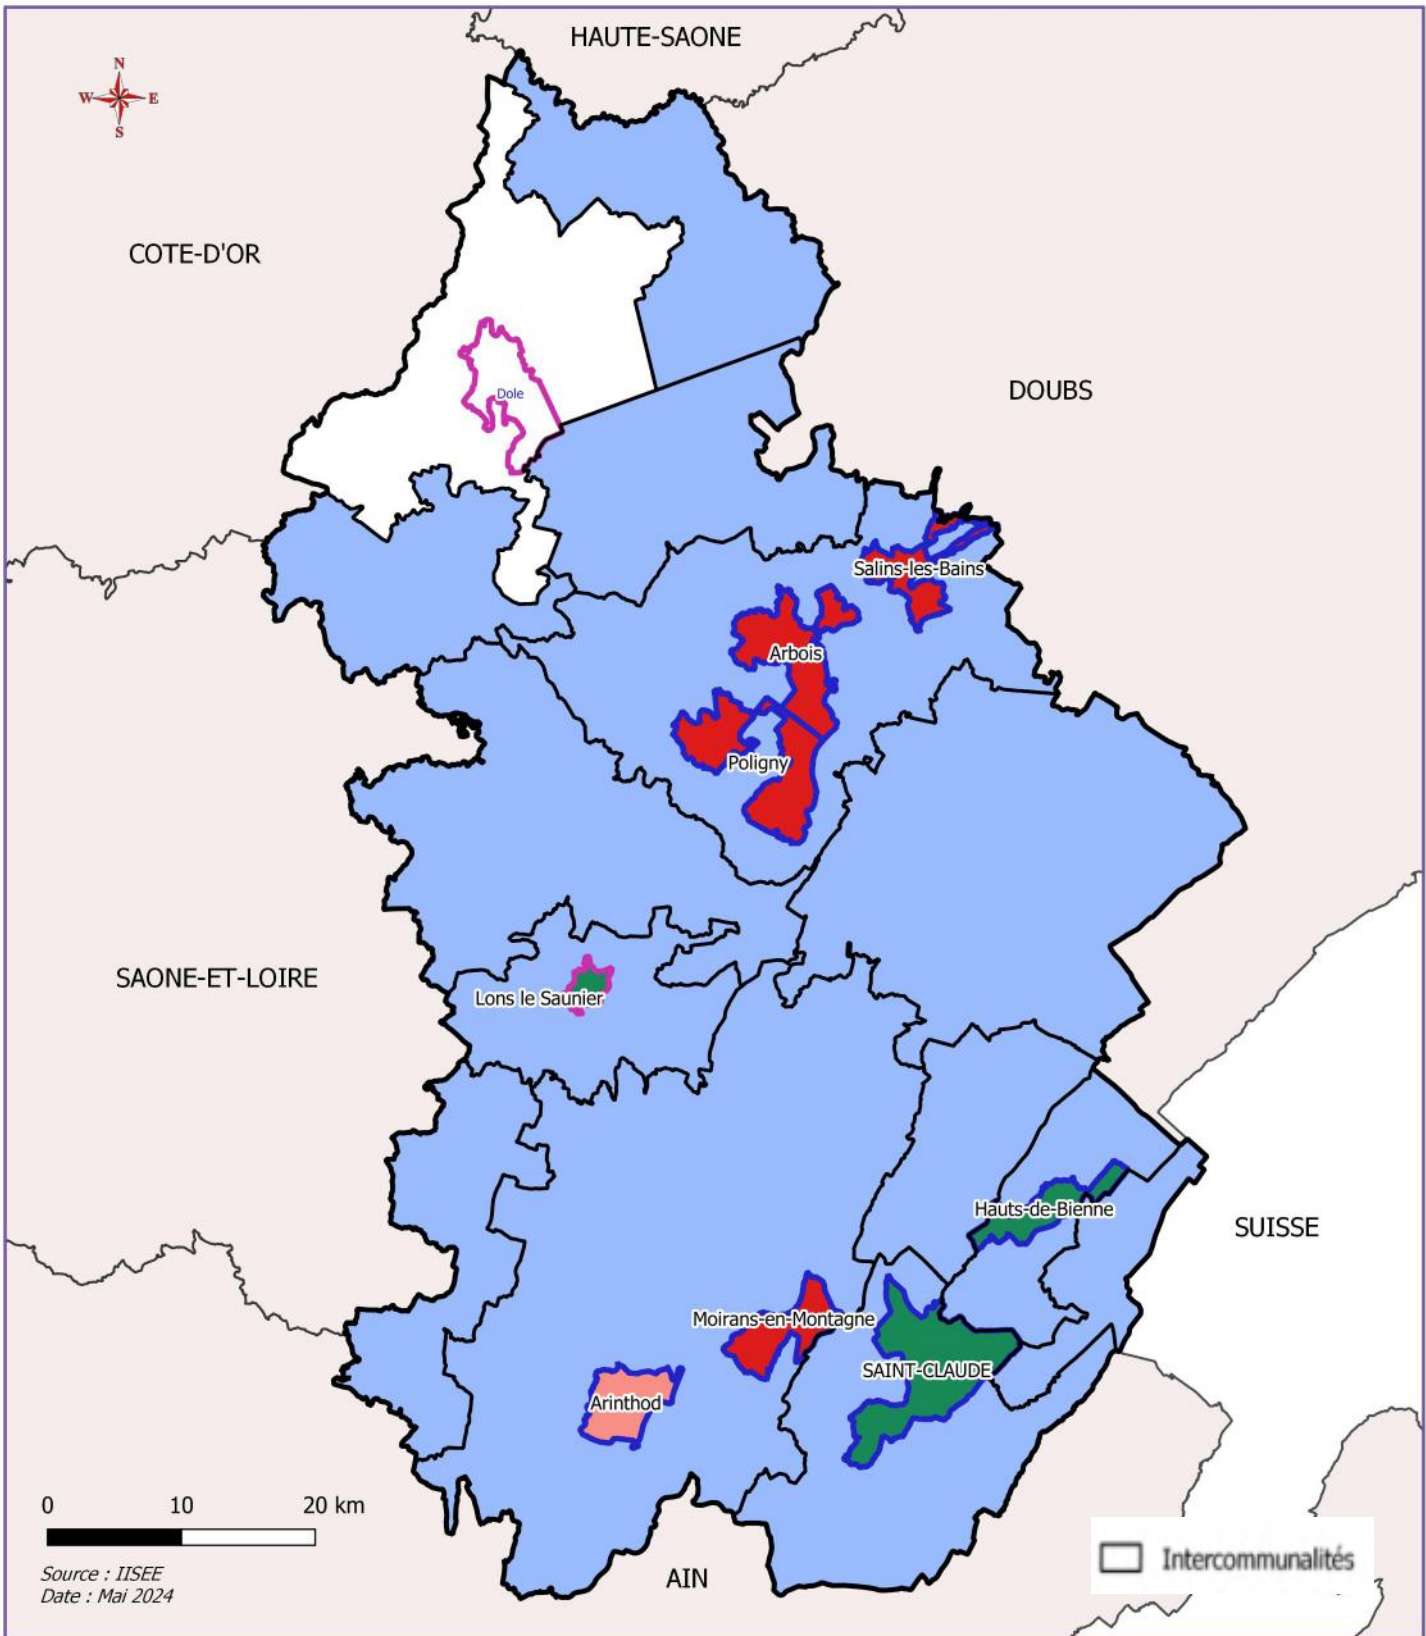 HAUTE-SAONE
N
W E
S
COTE-D'OR
DOUBS
Dole
Salins-les-Bains
Arbois
Poligny
SAONE-ET-LOIRE
Lons le Saunier
Hauts-de-Bienne
SUISSE
Moirans-en-Montagne
SAINT-CLAUDE
Arinthod
0 10 20 km
Intercommunalités
Source : IISEE
Date : Mai 2024
AIN